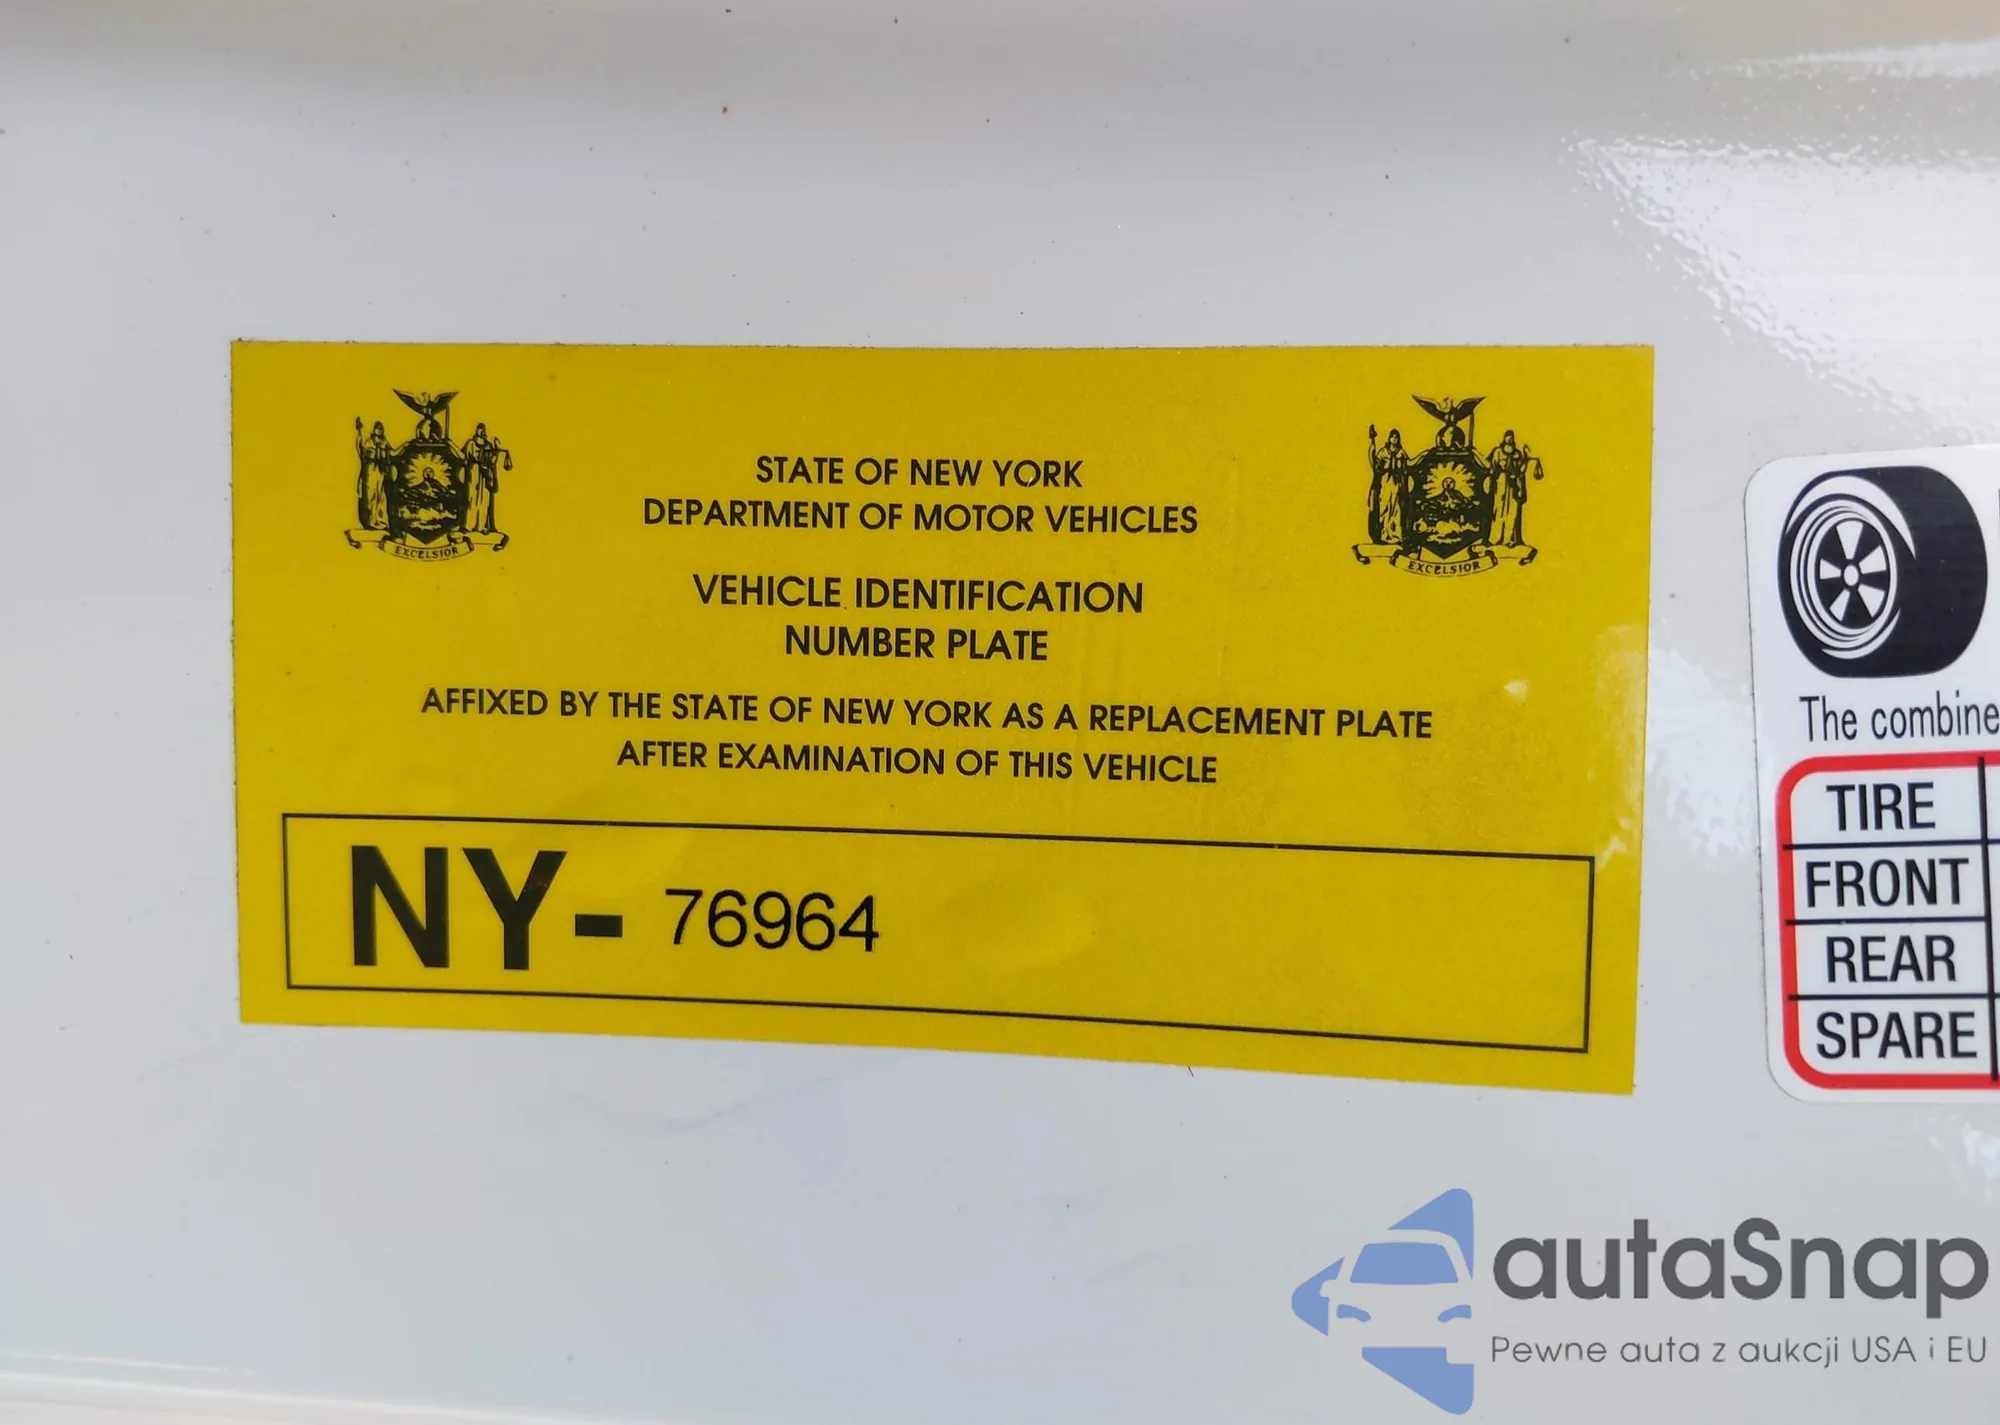 EXCELSIOR
EXCELSIOR
STATE OF NEW YORK
DEPARTMENT OF MOTOR VEHICLES
VEHICLE IDENTIFICATION
NUMBER PLATE
AFFIXED BY THE STATE OF NEW YORK AS A REPLACEMENT PLATE
AFTER EXAMINATION OF THIS VEHICLE
NY- 76964
The combine
TIRE
FRONT
REAR
SPARE
autaSnap
Pewne auta z aukcji USA i EU